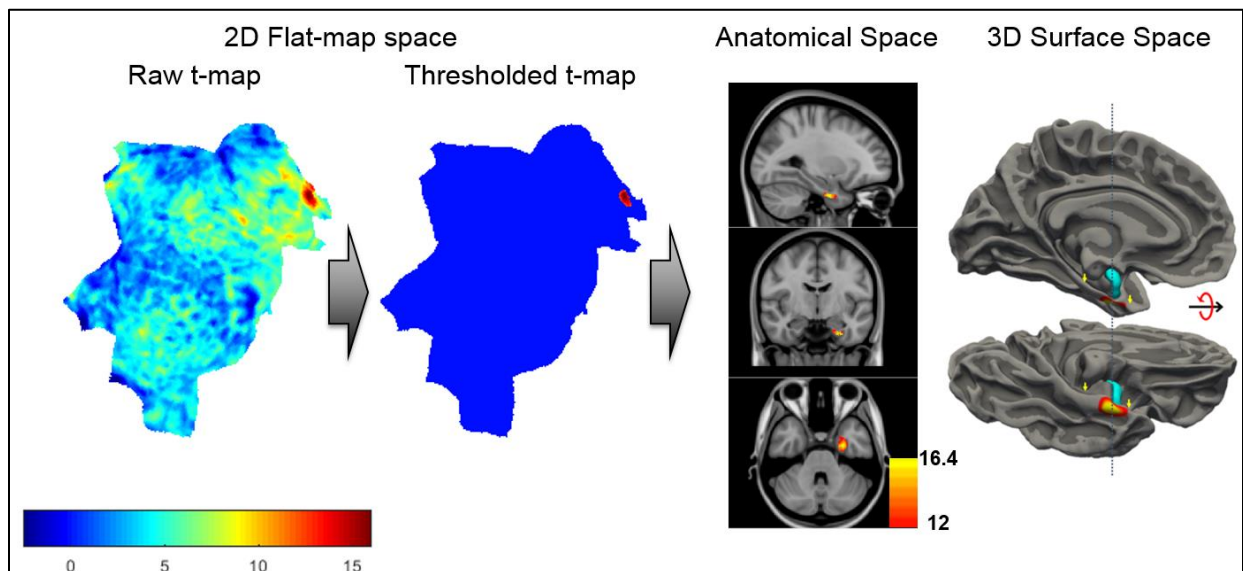 2D Flat-map space
Raw t-map
Thresholded t-map
Anatomical Space
3D Surface Space
16.4
12
0 5 10 15